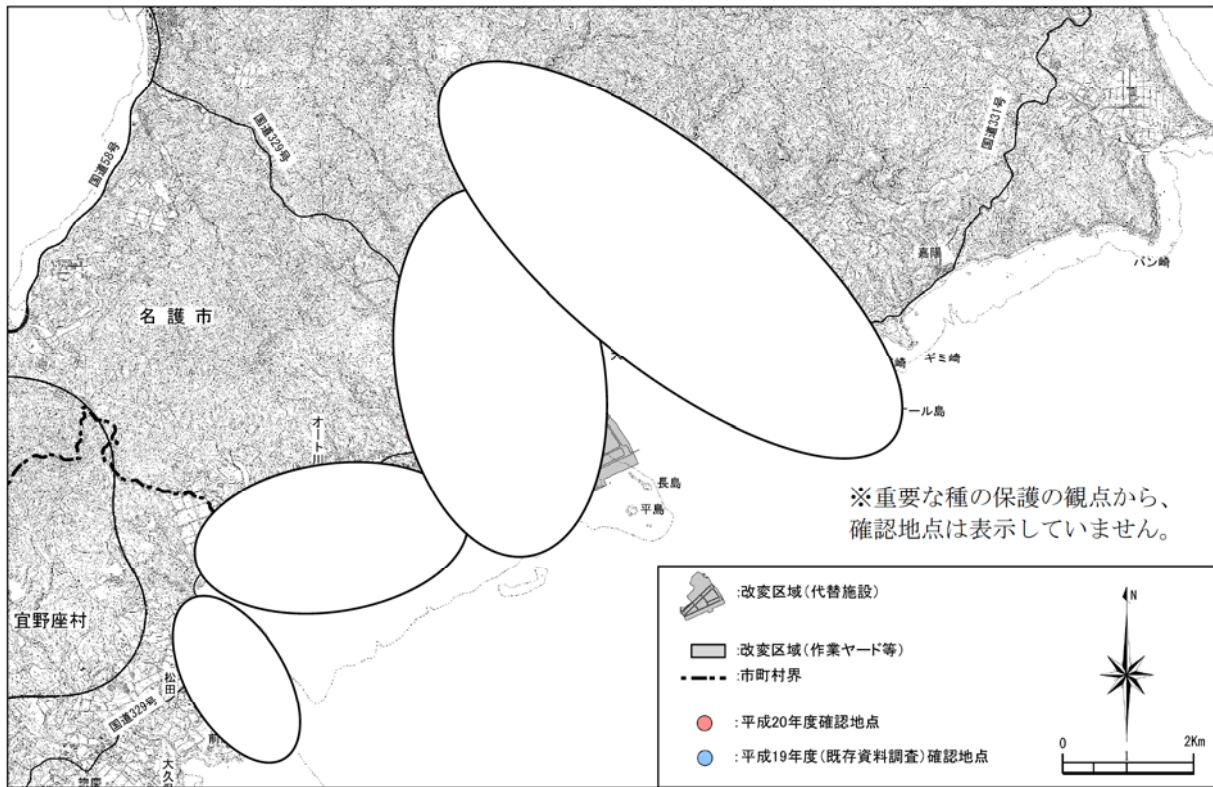 国道58号
国道329号
国道331号
嘉陽
バン崎
名護市
崎
ギミ崎
ール島
オート川
長島
平島
※重要な種の保護の観点から、
確認地点は表示していません。
宜野座村
松田
国道329号
前
大久
惣慶
:改変区域(代替施設)
:改変区域(作業ヤード等)
:市町村界
:平成20年度確認地点
:平成19年度(既存資料調査)確認地点
N
0 2Km